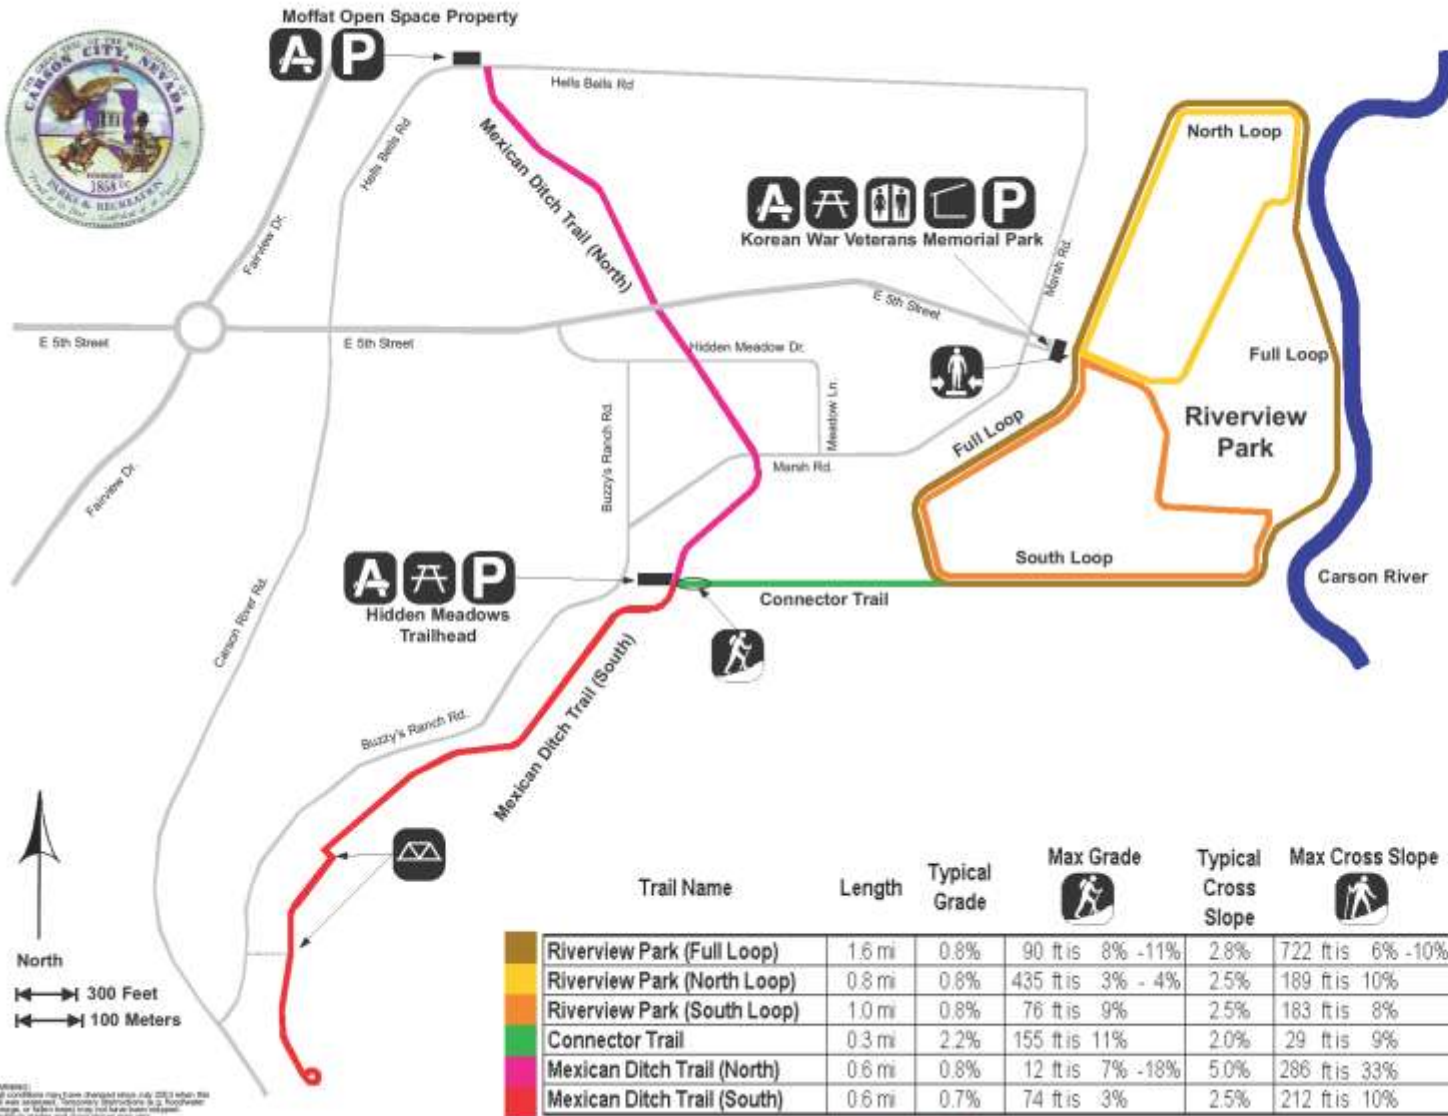 Moffat Open Space Property
A P
CARSON CITY, NEVADA
1858
PARKS & RECREATION
Hells Bells Rd
Hells Bells Rd
North Loop
Mexican Ditch Trail (North)
A P
Korean War Veterans Memorial Park
Fairview Dr.
Marsh Rd.
E 5th Street
E 5th Street
E 5th Street
Hidden Meadow Dr.
Full Loop
Meadow Ln.
Full Loop
Riverview
Park
Fairview Dr.
Buzzy's Ranch Rd.
Marsh Rd.
A P
Hidden Meadows
Trailhead
South Loop
Carson River
Connector Trail
Carson River Rd.
Mexican Ditch Trail (South)
Buzzy's Ranch Rd.
North
300 Feet
100 Meters
Trail Name Length Typical Grade Max Grade Typical Cross Slope Max Cross Slope
Riverview Park (Full Loop) 1.6 mi 0.8% 90 ft is 8% -11% 2.8% 722 ft is 6% -10%
Riverview Park (North Loop) 0.8 mi 0.8% 435 ft is 3% - 4% 2.5% 189 ft is 10%
Riverview Park (South Loop) 1.0 mi 0.8% 76 ft is 9% 2.5% 183 ft is 8%
Connector Trail 0.3 mi 2.2% 155 ft is 11% 2.0% 29 ft is 9%
Mexican Ditch Trail (North) 0.6 mi 0.8% 12 ft is 7% -18% 5.0% 286 ft is 33%
Mexican Ditch Trail (South) 0.6 mi 0.7% 74 ft is 3% 2.5% 212 ft is 10%